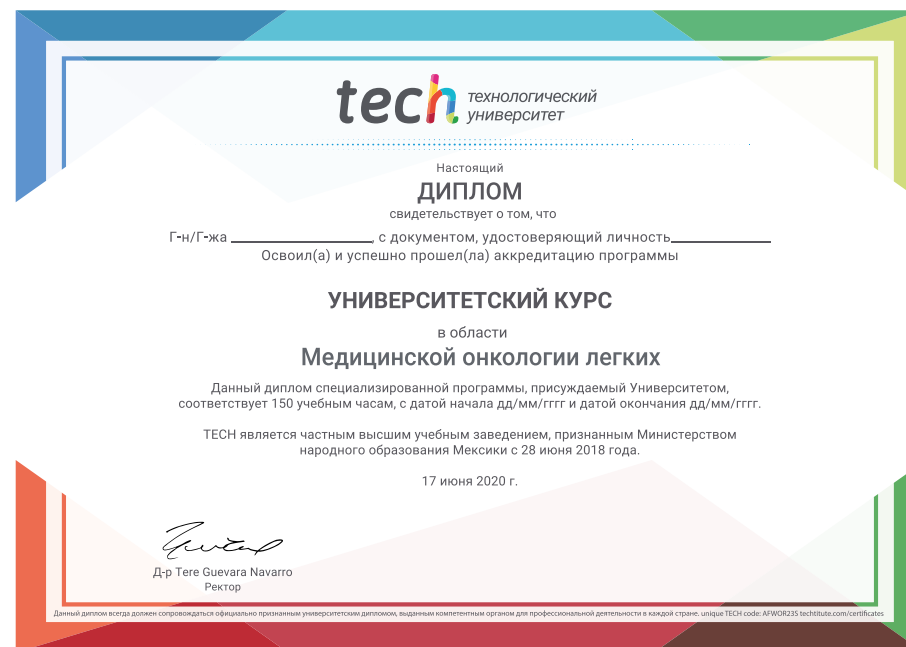 tech технологический
университет
Настоящий
ДИПЛОМ
свидетельствует о том, что
Г-н/Г-жа ____________, с документом, удостоверяющий личность____________
Освоил(а) и успешно прошел(ла) аккредитацию программы
УНИВЕРСИТЕТСКИЙ КУРС
в области
Медицинской онкологии легких
Данный диплом специализированной программы, присуждаемый Университетом,
соответствует 150 учебным часам, с датой начала дд/мм/гггг и датой окончания дд/мм/гггг.
TECH является частным высшим учебным заведением, признанным Министерством
народного образования Мексики с 28 июня 2018 года.
17 июня 2020 г.
Д-р Tere Guevara Navarro
Ректор
Данный диплом всегда должен сопровождаться официально признанным университетским дипломом, выданным компетентным органом для профессиональной деятельности в каждой стране. unique TECH code: AFWOR23S techtitute.com/certificates